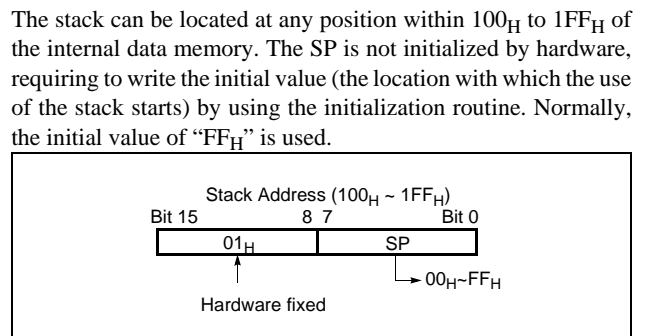 The stack can be located at any position within 100H to 1FFH of
the internal data memory. The SP is not initialized by hardware,
requiring to write the initial value (the location with which the use
of the stack starts) by using the initialization routine. Normally,
the initial value of “FFH” is used.
Stack Address (100H ~ 1FFH)
Bit 15 8 7 Bit 0
01H SP
00H~FFH
Hardware fixed